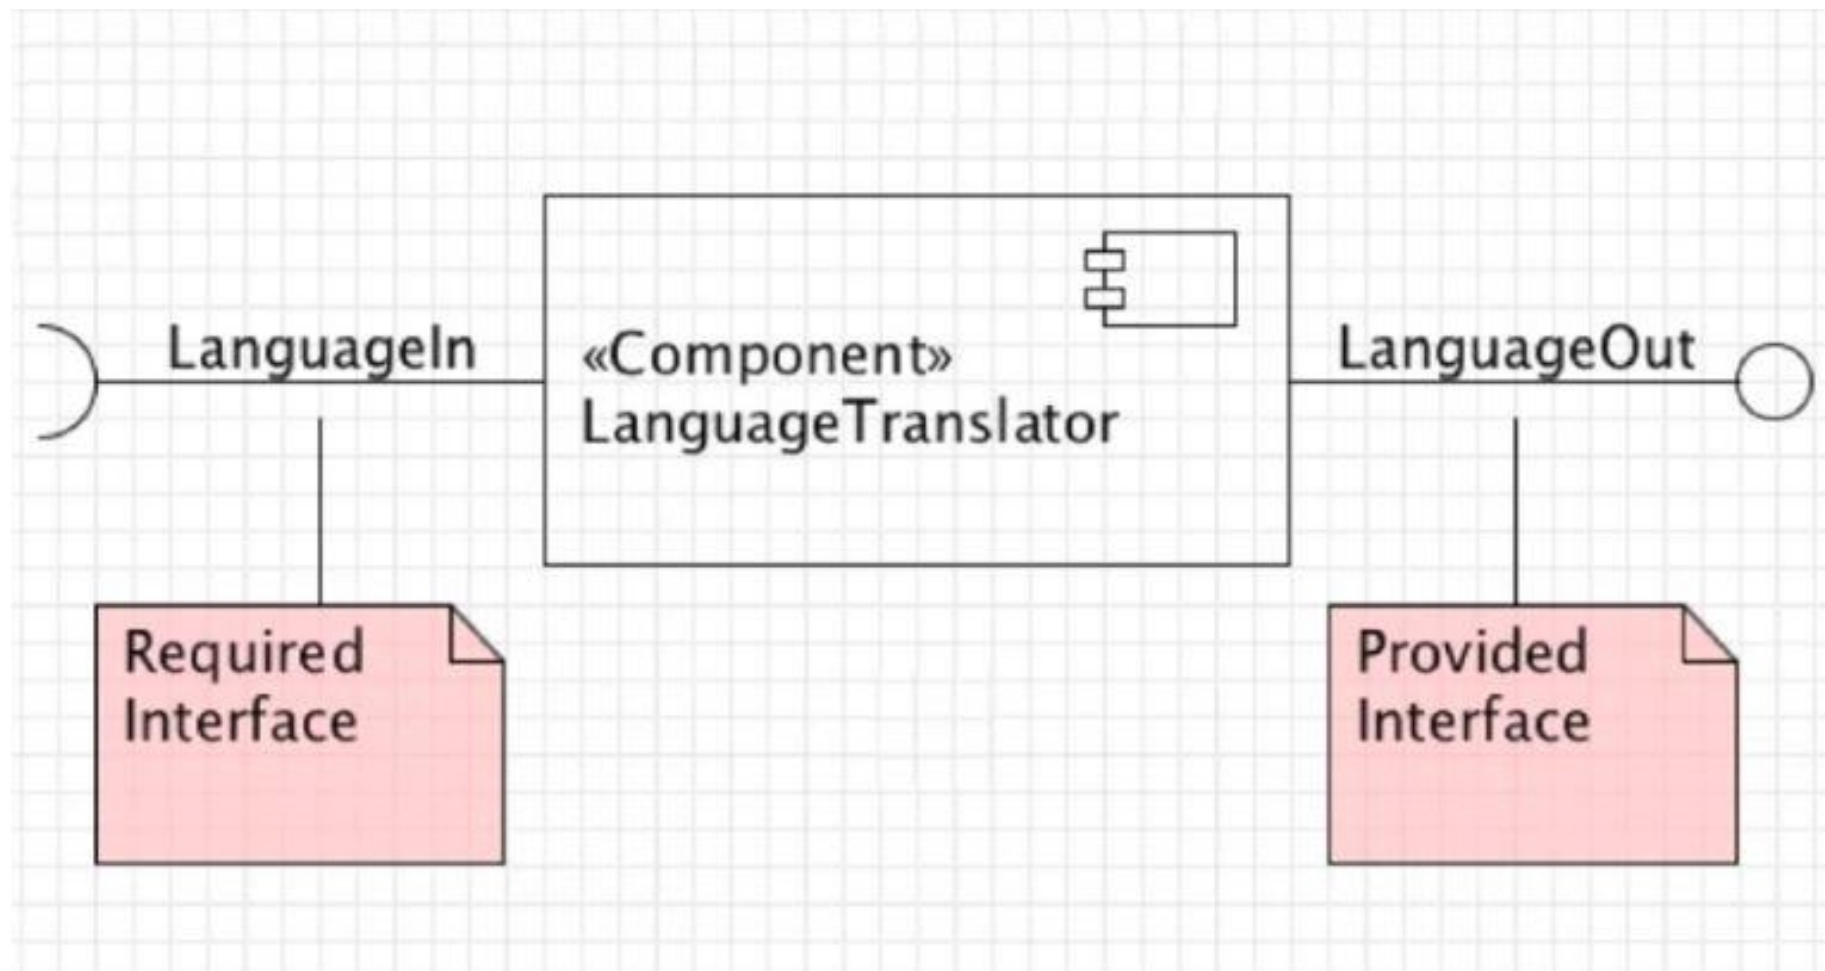 LanguageIn
«Component»
LanguageTranslator
LanguageOut
Required
Interface
Provided
Interface